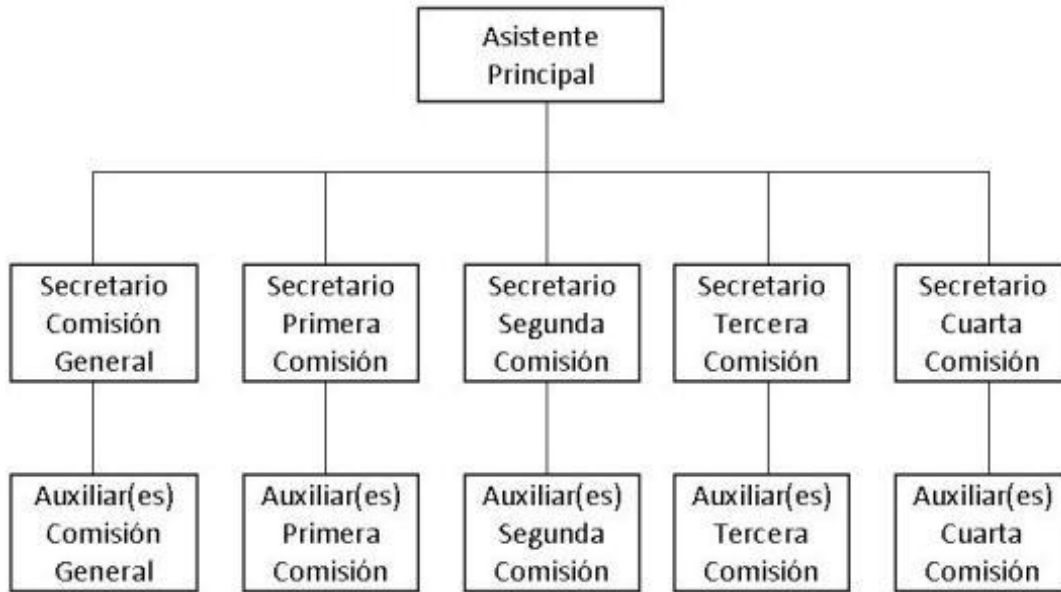 Asistente
Principal
Secretario
Comisión
General
Secretario
Primera
Comisión
Secretario
Segunda
Comisión
Secretario
Tercera
Comisión
Secretario
Cuarta
Comisión
Auxiliar(es)
Comisión
General
Auxiliar(es)
Primera
Comisión
Auxiliar(es)
Segunda
Comisión
Auxiliar(es)
Tercera
Comisión
Auxiliar(es)
Cuarta
Comisión